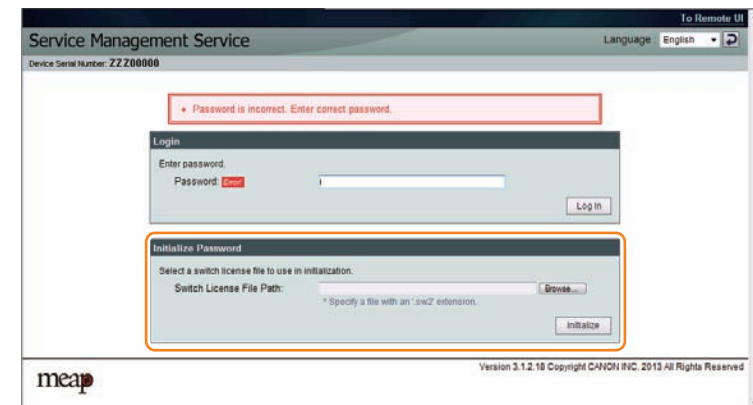 To Remote UI
Service Management Service
Language : English
Device Serial Number: ZZZ00000
• Password is incorrect. Enter correct password.
Login
Enter password.
Password: Error!
Log In
Initialize Password
Select a switch license file to use in initialization.
Switch License File Path:
Browse...
* Specify a file with an '.sw2' extension.
Initialize
Version 3.1.2.18 Copyright CANON INC. 2013 All Rights Reserved
meap